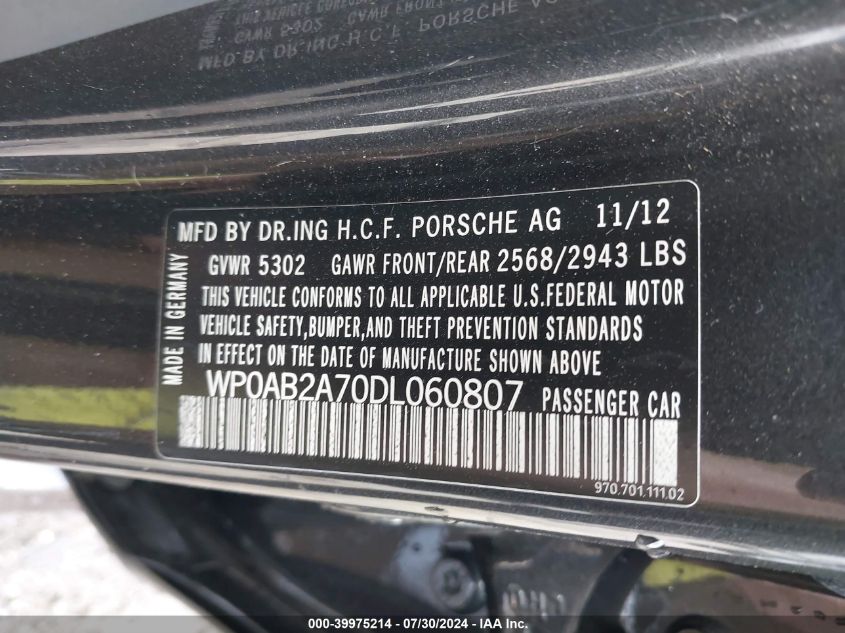 MFD BY DR.ING H.C.F. PORSCHE AG 11/12
GVWR 5302 GAWR FRONT/REAR 2568/2943 LBS
THIS VEHICLE CONFORMS TO ALL APPLICABLE U.S.FEDERAL MOTOR
VEHICLE SAFETY,BUMPER,AND THEFT PREVENTION STANDARDS
IN EFFECT ON THE DATE OF MANUFACTURE SHOWN ABOVE
WP0AB2A70DL060807 PASSENGER CAR
970.701.111.02
MADE IN GERMANY
000-39975214 - 07/30/2024 - IAA Inc.